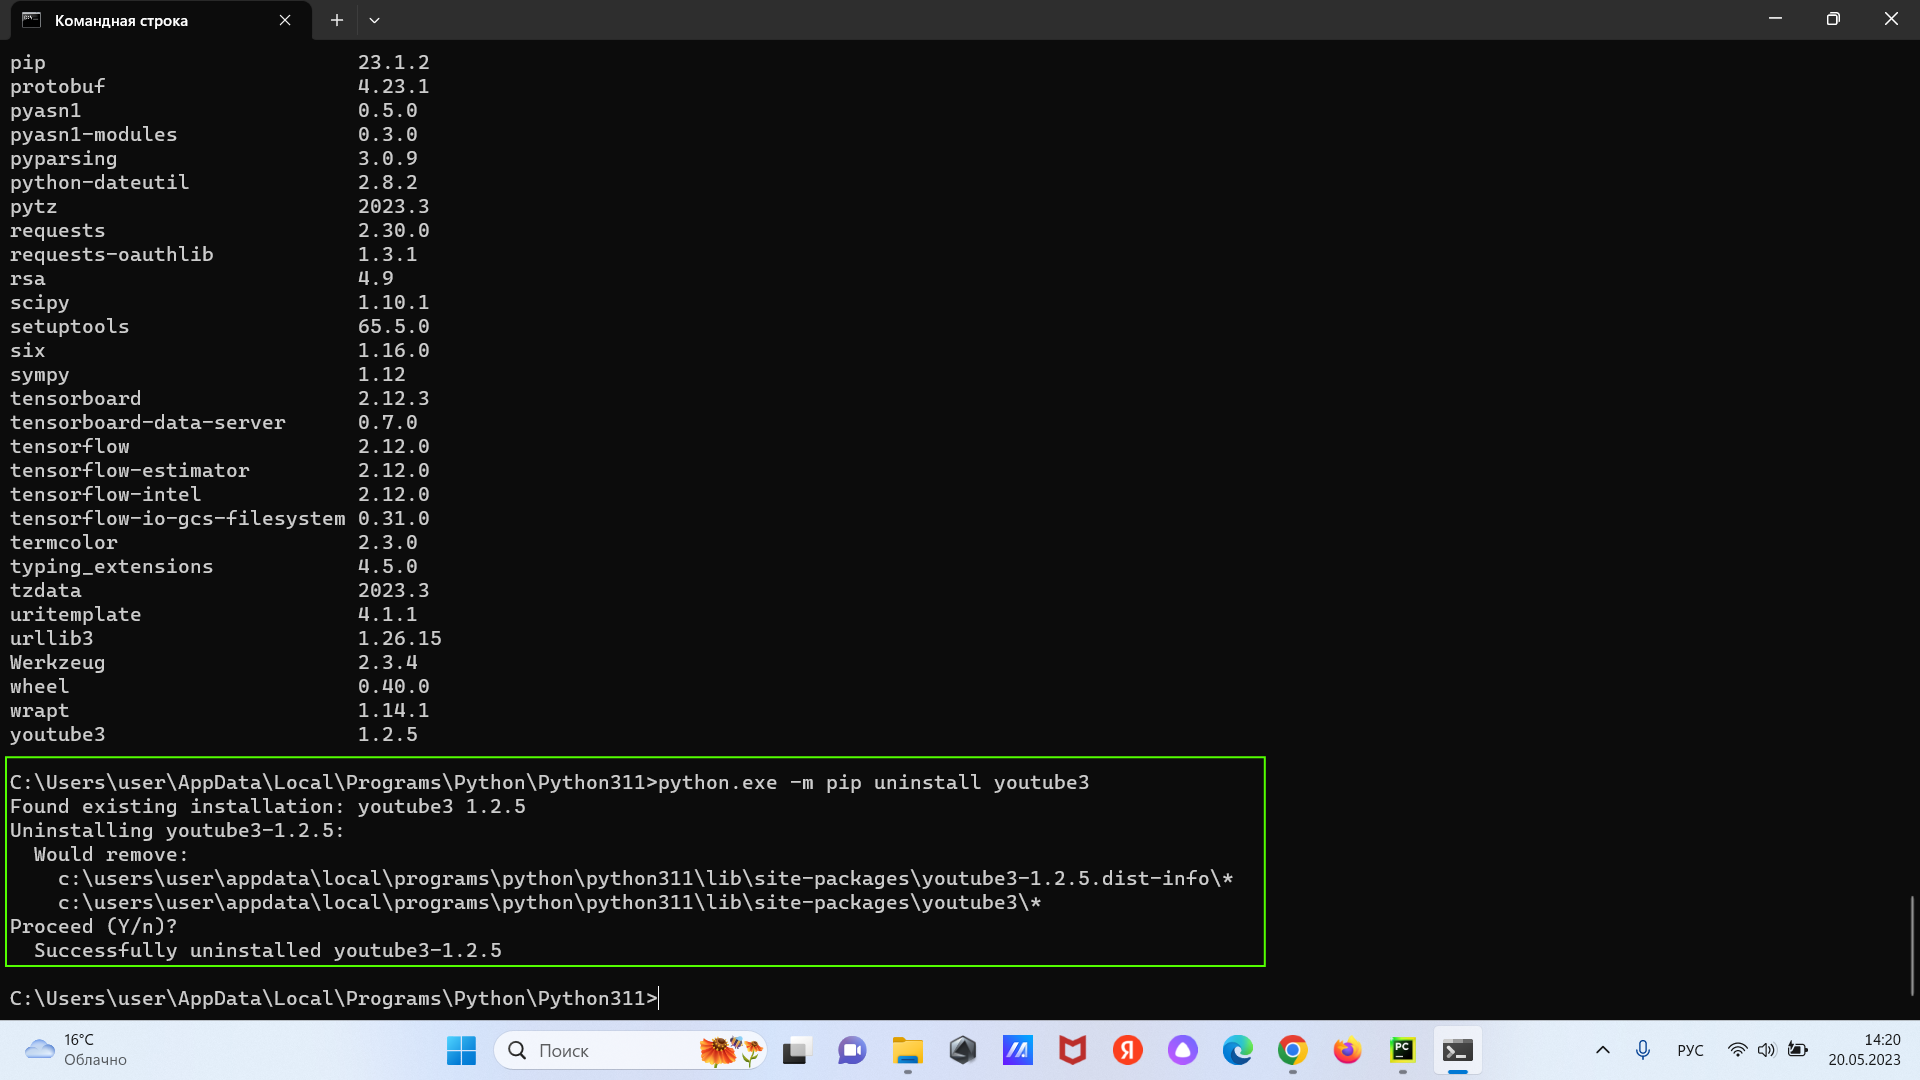 Командная строка
pip 23.1.2
protobuf 4.23.1
pyasn1 0.5.0
pyasn1-modules 0.3.0
pyparsing 3.0.9
python-dateutil 2.8.2
pytz 2023.3
requests 2.30.0
requests-oauthlib 1.3.1
rsa 4.9
scipy 1.10.1
setuptools 65.5.0
six 1.16.0
sympy 1.12
tensorboard 2.12.3
tensorboard-data-server 0.7.0
tensorflow 2.12.0
tensorflow-estimator 2.12.0
tensorflow-intel 2.12.0
tensorflow-io-gcs-filesystem 0.31.0
termcolor 2.3.0
typing_extensions 4.5.0
tzdata 2023.3
uritemplate 4.1.1
urllib3 1.26.15
Werkzeug 2.3.4
wheel 0.40.0
wrapt 1.14.1
youtube3 1.2.5
C:\Users\user\AppData\Local\Programs\Python\Python311>python.exe -m pip uninstall youtube3
Found existing installation: youtube3 1.2.5
Uninstalling youtube3-1.2.5:
Would remove:
c:\users\user\appdata\local\programs\python\python311\lib\site-packages\youtube3-1.2.5.dist-info\*
c:\users\user\appdata\local\programs\python\python311\lib\site-packages\youtube3\*
Proceed (Y/n)?
Successfully uninstalled youtube3-1.2.5
C:\Users\user\AppData\Local\Programs\Python\Python311>
16°C
Облачно
Поиск
Я
PC
РУС
14:20
20.05.2023